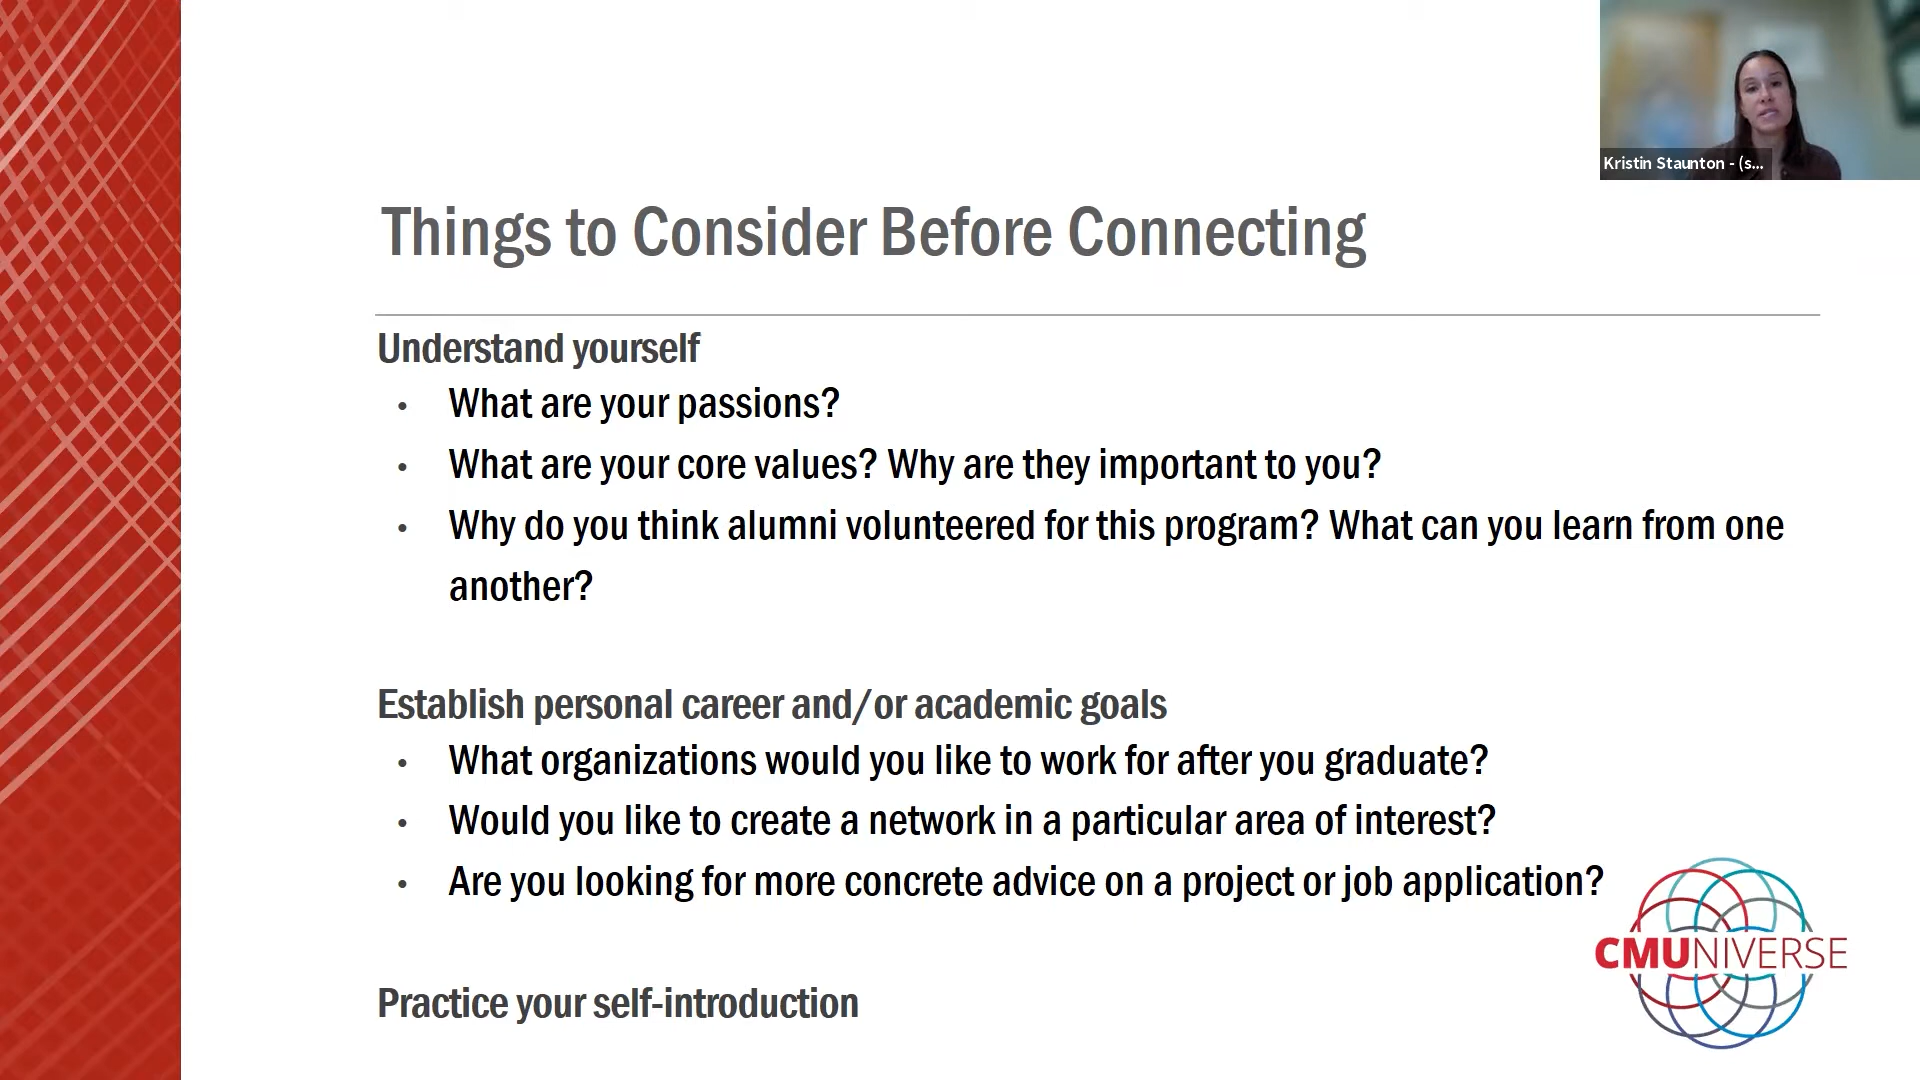 Kristin Staunton - (s...
Things to Consider Before Connecting
Understand yourself
• What are your passions?
• What are your core values? Why are they important to you?
• Why do you think alumni volunteered for this program? What can you learn from one
another?
Establish personal career and/or academic goals
• What organizations would you like to work for after you graduate?
• Would you like to create a network in a particular area of interest?
• Are you looking for more concrete advice on a project or job application?
CMUNIVERSE
Practice your self-introduction